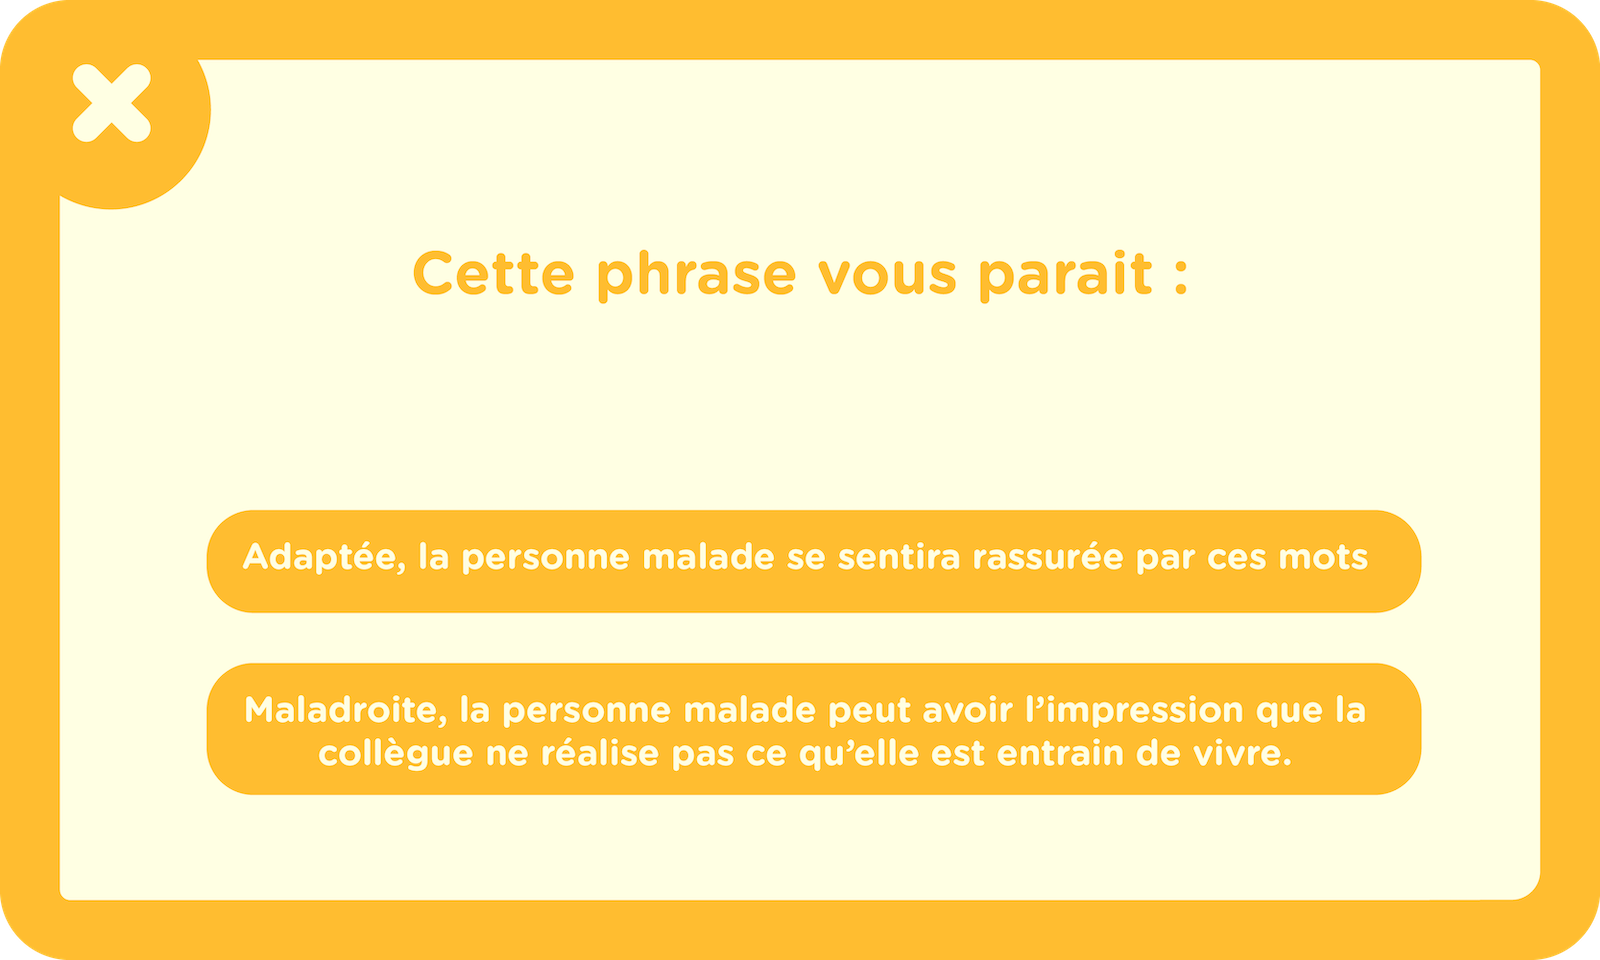 Cette phrase vous parait :
Adaptée, la personne malade se sentira rassurée par ces mots
Maladroite, la personne malade peut avoir l’impression que la
collègue ne réalise pas ce qu’elle est entrain de vivre.